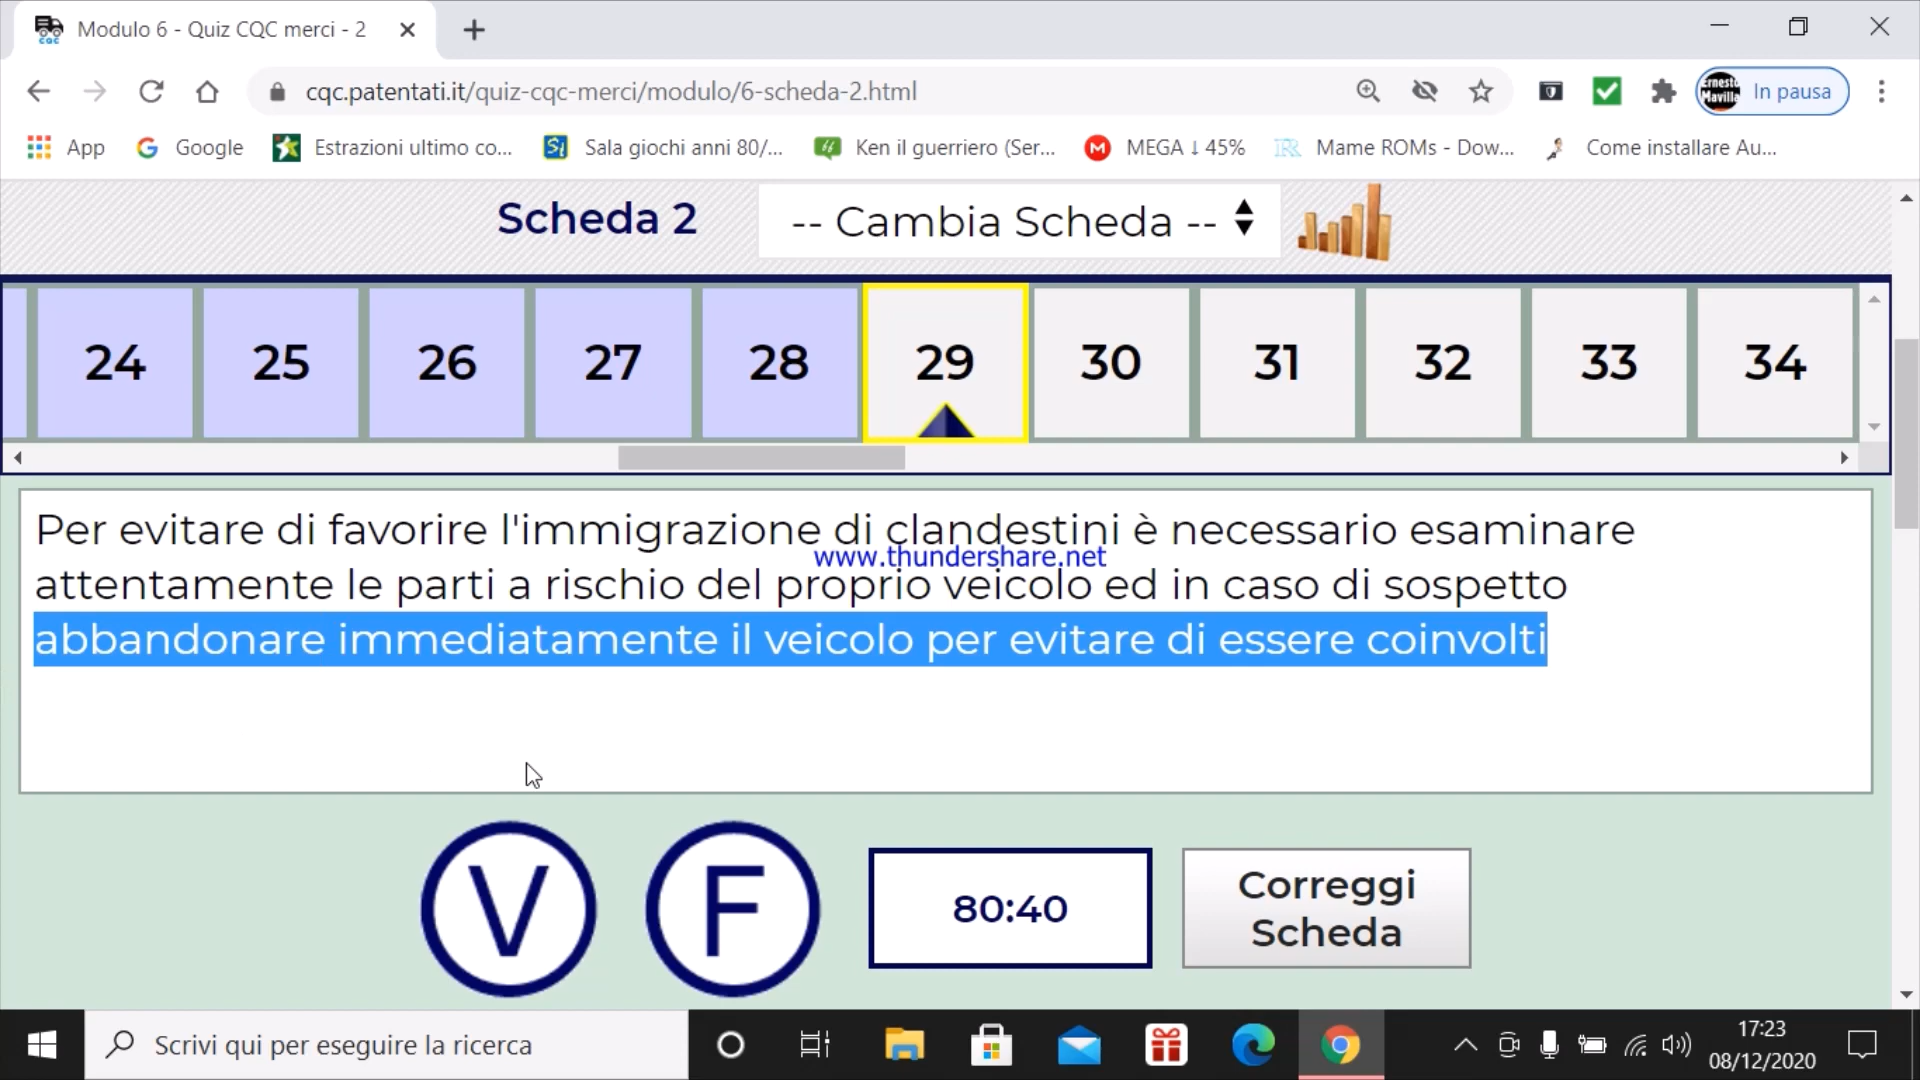 Modulo 6 - Quiz CQC merci - 2
cqc.patentati.it/quiz-cqc-merci/modulo/6-scheda-2.html
In pausa
App
Google
Estrazioni ultimo co...
Sala giochi anni 80/...
Ken il guerriero (Ser...
MEGA ↓ 45%
Mame ROMs - Dow...
Come installare Au...
Scheda 2
-- Cambia Scheda --
24 25 26 27 28 29 30 31 32 33 34
Per evitare di favorire l'immigrazione di clandestini è necessario esaminare
www.thundershare.net
attentamente le parti a rischio del proprio veicolo ed in caso di sospetto
abbandonare immediatamente il veicolo per evitare di essere coinvolti
V
F
80:40
Correggi
Scheda
Scrivi qui per eseguire la ricerca
17:23
08/12/2020